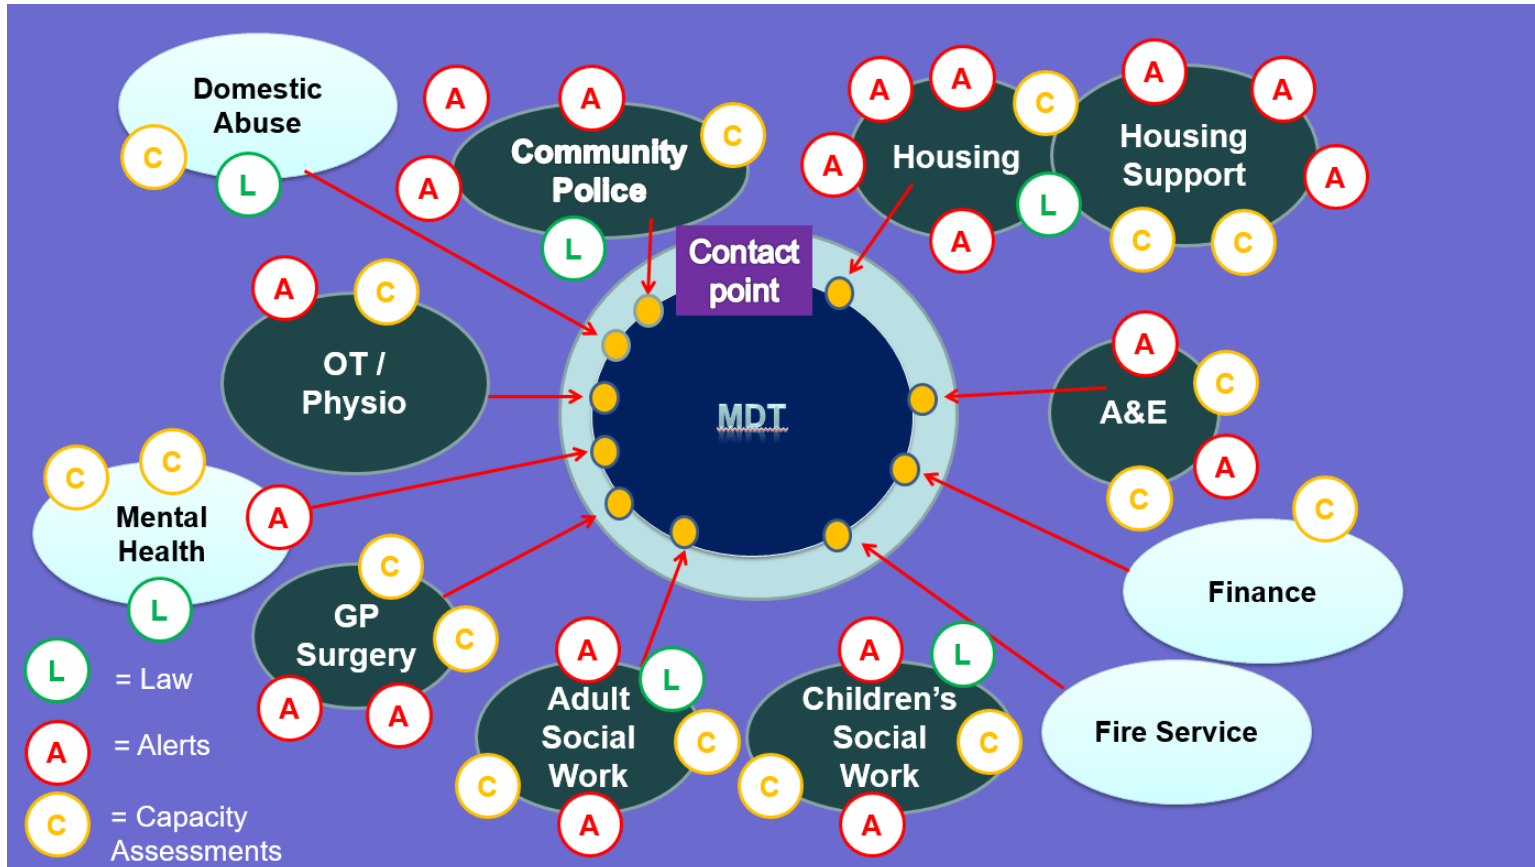 Domestic
Abuse
C
L
A
A
A
Community
Police
C
L
A
A
A
A
Housing
C
L
A
A
A
Housing
Support
C
C
Contact
point
MDT
A
C
OT /
Physio
A
C
A
C
A&E
C
C
A
Mental
Health
L
C
Finance
C
C
GP
Surgery
A
A
A
L
Adult
Social
Work
C
C
A
A
L
Children’s
Social
Work
C
C
A
Fire Service
L
= Law
A
= Alerts
C
= Capacity
Assessments